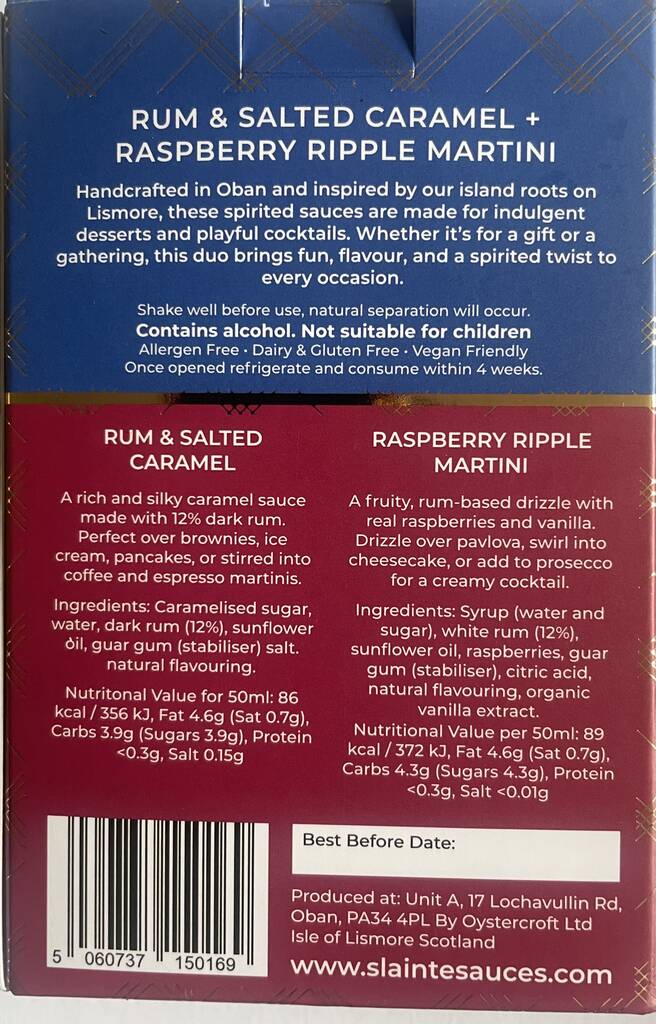 RUM & SALTED CARAMEL +
RASPBERRY RIPPLE MARTINI
Handcrafted in Oban and inspired by our island roots on
Lismore, these spirited sauces are made for indulgent
desserts and playful cocktails. Whether it's for a gift or a
gathering, this duo brings fun, flavour, and a spirited twist to
every occasion.
Shake well before use, natural separation will occur.
Contains alcohol. Not suitable for children
Allergen Free · Dairy & Gluten Free · Vegan Friendly
Once opened refrigerate and consume within 4 weeks.
RUM & SALTED
CARAMEL
A rich and silky caramel sauce
made with 12% dark rum.
Perfect over brownies, ice
cream, pancakes, or stirred into
coffee and espresso martinis.
Ingredients: Caramelised sugar,
water, dark rum (12%), sunflower
oil, guar gum (stabiliser) salt.
natural flavouring.
Nutritonal Value for 50ml: 86
kcal / 356 kJ, Fat 4.6g (Sat 0.7g),
Carbs 3.9g (Sugars 3.9g), Protein
<0.3g, Salt 0.15g
RASPBERRY RIPPLE
MARTINI
A fruity, rum-based drizzle with
real raspberries and vanilla.
Drizzle over pavlova, swirl into
cheesecake, or add to prosecco
for a creamy cocktail.
Ingredients: Syrup (water and
sugar), white rum (12%),
sunflower oil, raspberries, guar
gum (stabiliser), citric acid,
natural flavouring, organic
vanilla extract.
Nutritional Value per 50ml: 89
kcal / 372 kJ, Fat 4.6g (Sat 0.7g),
Carbs 4.3g (Sugars 4.3g), Protein
<0.3g, Salt <0.01g
5 060737 150169
Best Before Date:
Produced at: Unit A, 17 Lochavullin Rd,
Oban, PA34 4PL By Oystercroft Ltd
Isle of Lismore Scotland
www.slaintesauces.com